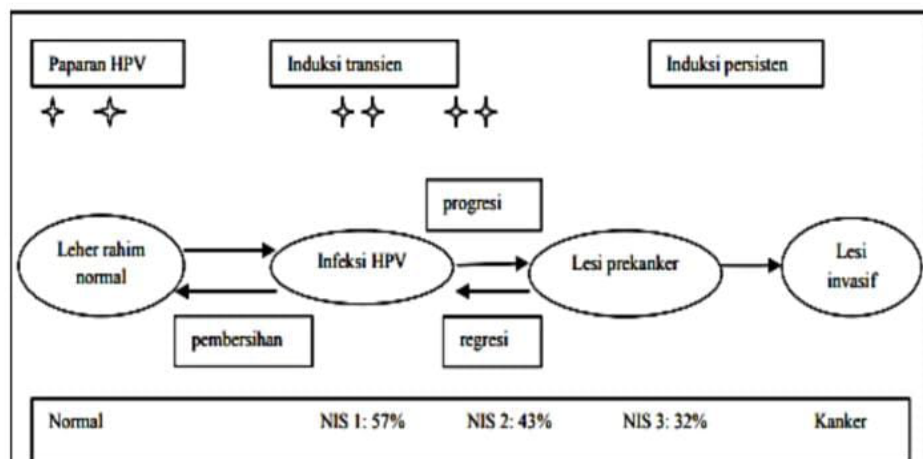 Paparan HPV
Induksi transien
Induksi persisten
progresi
Leher rahim
normal
Infeksi HPV
Lesi prekanker
Lesi
invasif
pembersihan
regresi
Normal NIS 1: 57% NIS 2: 43% NIS 3: 32% Kanker